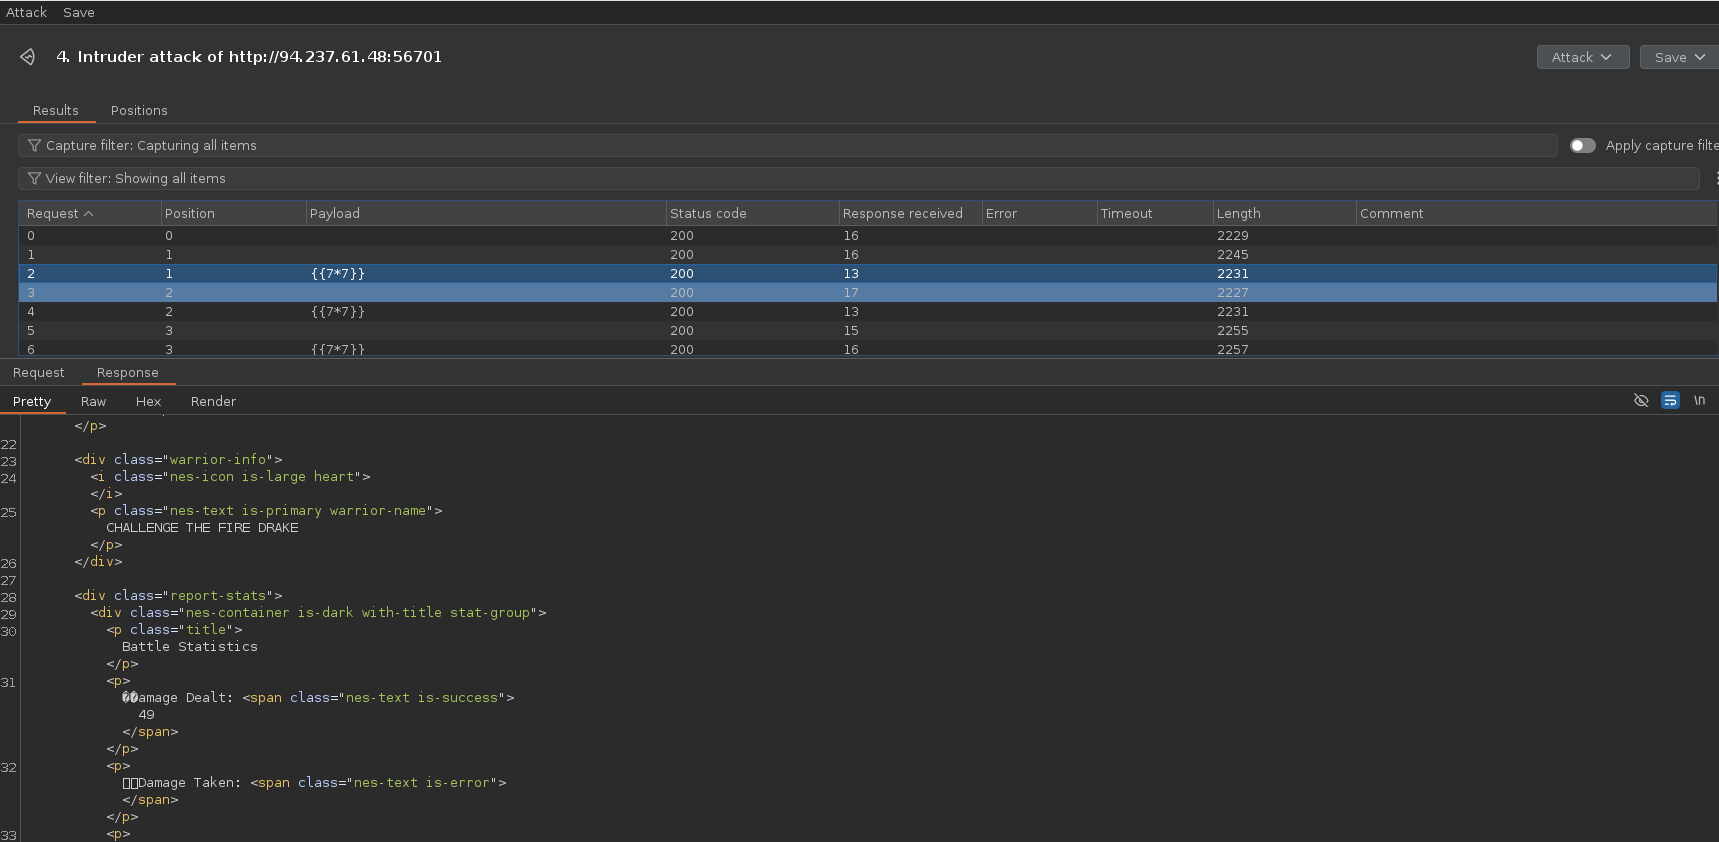 Attack Save
4. Intruder attack of http://94.237.61.48:56701
Attack Save
Results Positions
Capture filter: Capturing all items
Apply capture filte
View filter: Showing all items
Request Position Payload Status code Response received Error Timeout Length Comment
0 0 200 16 2229
1 1 200 16 2245
2 1 {{7*7}} 200 13 2231
3 2 200 17 2227
4 2 {{7*7}} 200 13 2231
5 3 200 15 2255
6 3 {{7*7}} 200 16 2257
Request Response
Pretty Raw Hex Render \n
</p>
22
23 <div class="warrior-info">
24 <i class="nes-icon is-large heart">
</i>
25 <p class="nes-text is-primary warrior-name">
CHALLENGE THE FIRE DRAKE
</p>
26 </div>
27
28 <div class="report-stats">
29 <div class="nes-container is-dark with-title stat-group">
30 <p class="title">
Battle Statistics
</p>
31 <p>
��amage Dealt: <span class="nes-text is-success">
49
</span>
</p>
32 <p>
Damage Taken: <span class="nes-text is-error">
</span>
</p>
33 <p>